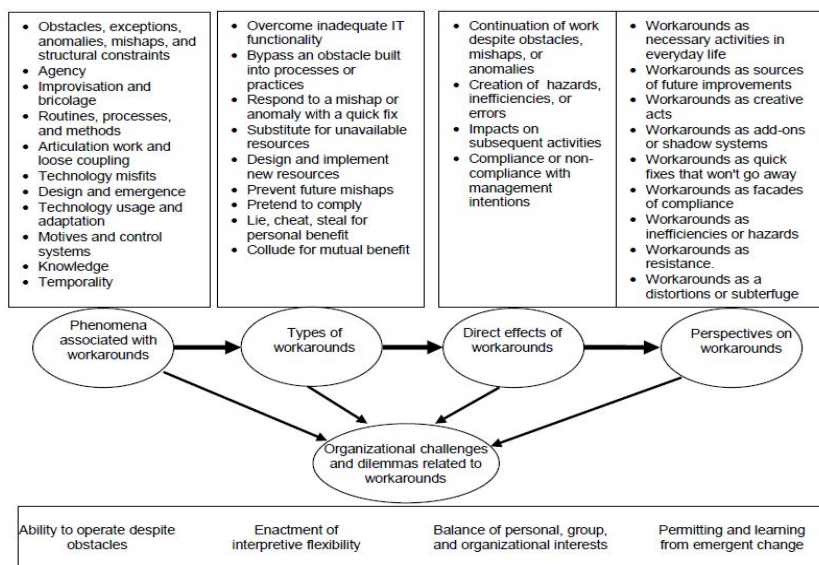 • Obstacles, exceptions,
anomalies, mishaps, and
structural constraints
• Agency
• Improvisation and
bricolage
• Routines, processes,
and methods
• Articulation work and
loose coupling
• Technology misfits
• Design and emergence
• Technology usage and
adaptation
• Motives and control
systems
• Knowledge
• Temporality
• Overcome inadequate IT
functionality
• Bypass an obstacle built
into processes or
practices
• Respond to a mishap or
anomaly with a quick fix
• Substitute for unavailable
resources
• Design and implement
new resources
• Prevent future mishaps
• Pretend to comply
• Lie, cheat, steal for
personal benefit
• Collude for mutual benefit
• Continuation of work
despite obstacles,
mishaps, or
anomalies
• Creation of hazards,
inefficiencies, or
errors
• Impacts on
subsequent activities
• Compliance or non-
compliance with
management
intentions
• Workarounds as
necessary activities in
everyday life
• Workarounds as sources
of future improvements
• Workarounds as creative
acts
• Workarounds as add-ons
or shadow systems
• Workarounds as quick
fixes that won't go away
• Workarounds as facades
of compliance
• Workarounds as
inefficiencies or hazards
• Workarounds as
resistance.
• Workarounds as a
distortions or subterfuge
Phenomena
associated with
workarounds
Types of
workarounds
Direct effects of
workarounds
Perspectives on
workarounds
Organizational challenges
and dilemmas related to
workarounds
Ability to operate despite
obstacles
Enactment of
interpretive flexibility
Balance of personal, group,
and organizational interests
Permitting and learning
from emergent change